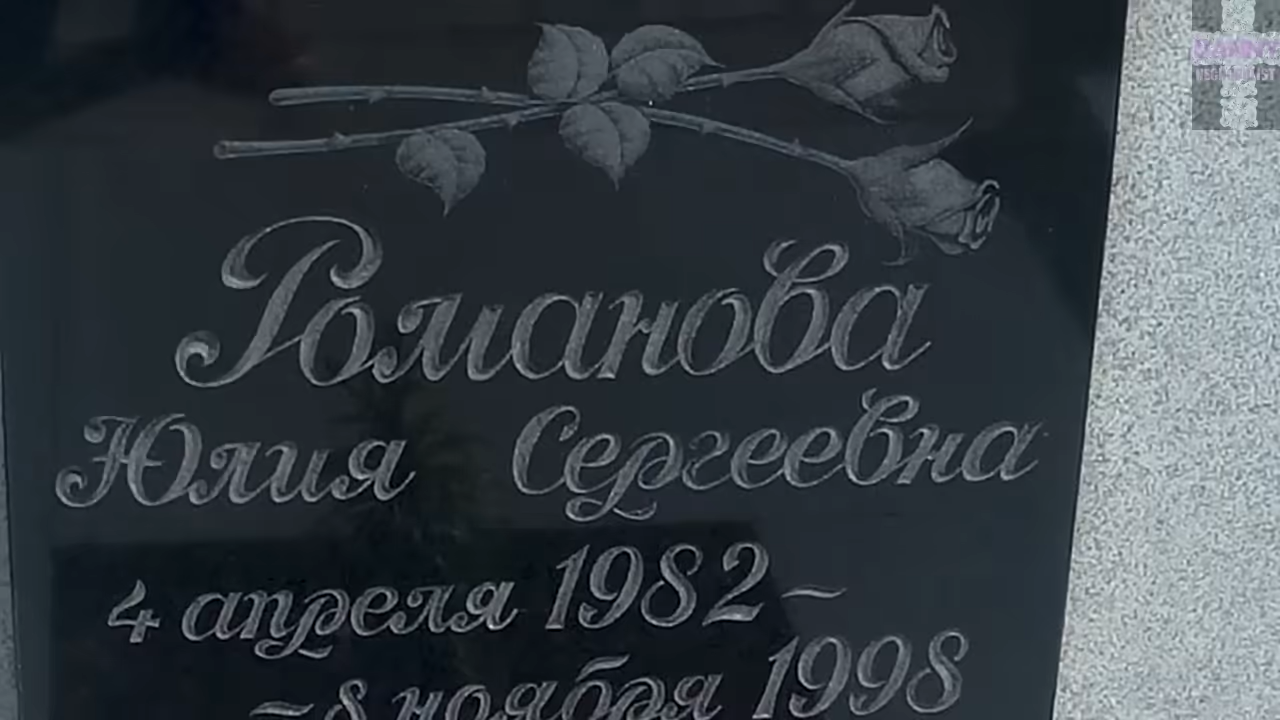 Романова
Юлия Сергеевна
4 апреля 1982 –
– 8 ноября 1998